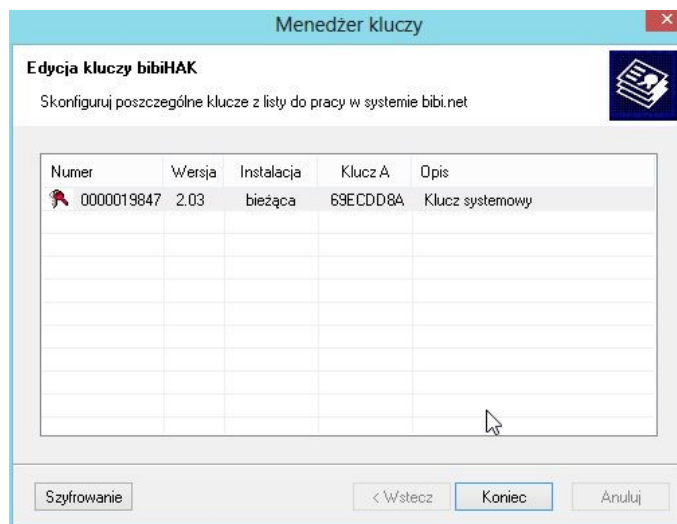 Menedżer kluczy
Edycja kluczy bibiHAK
Skonfiguruj poszczególne klucze z listy do pracy w systemie bibi.net
Numer Wersja Instalacja Klucz A Opis
0000019847 2.03 bieżąca 69ECDD8A Klucz systemowy
Szyfrowanie < Wstecz Koniec Anuluj